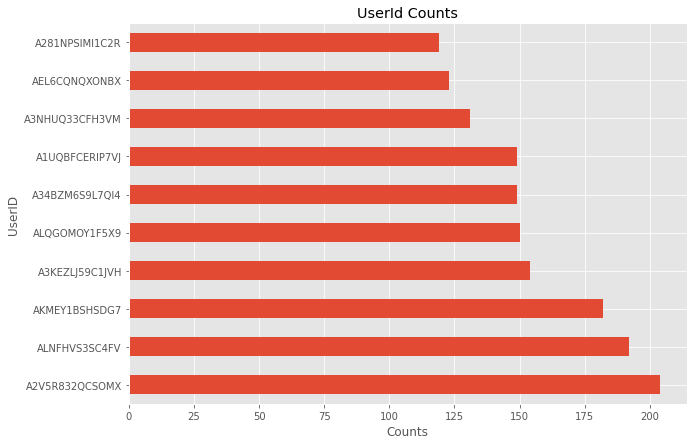 UserId Counts
A281NPSIMI1C2R
AEL6CQNQXONBX
A3NHUQ33CFH3VM
A1UQBFCERIP7VJ
A34BZM6S9L7QI4
ALQGOMOY1F5X9
A3KEZLJ59C1JVH
AKMEY1BSHSDG7
ALNFHVS3SC4FV
A2V5R832QCSOMX
UserID
0 25 50 75 100 125 150 175 200
Counts